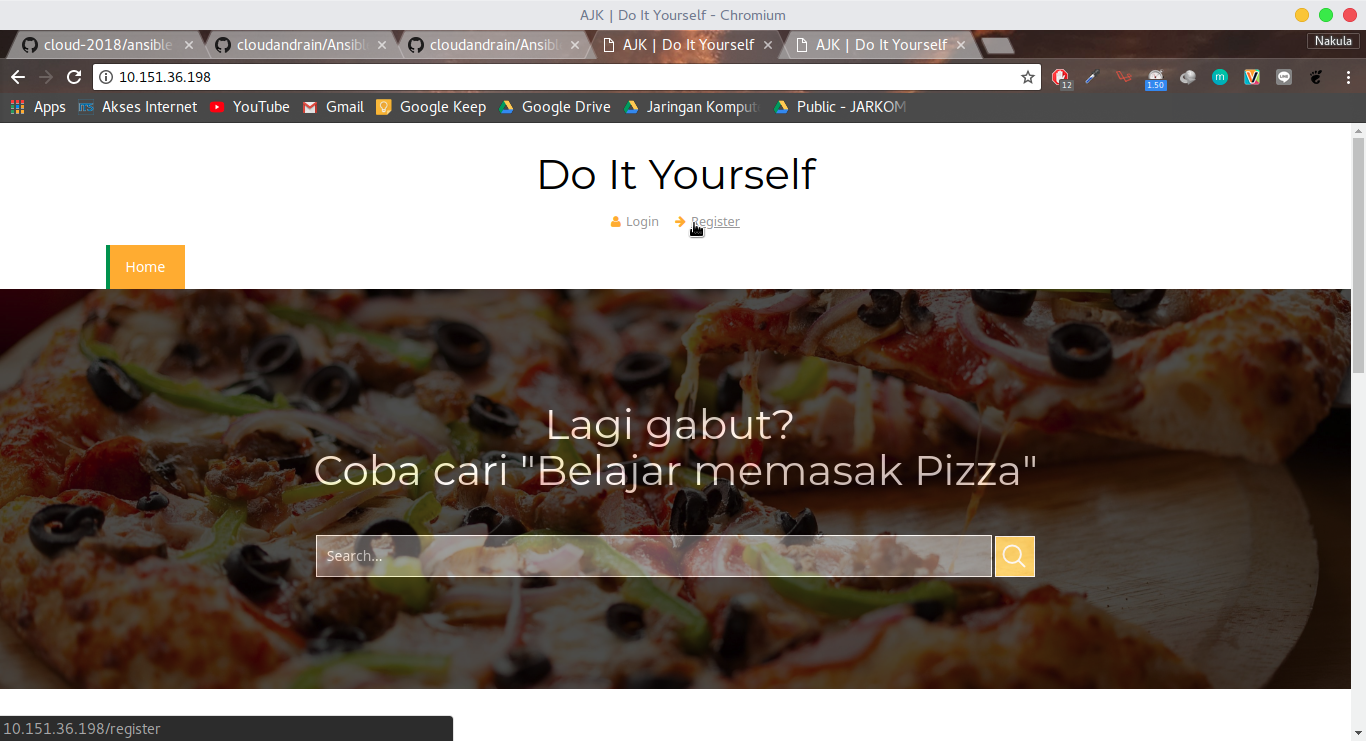 AJK | Do It Yourself - Chromium
cloud-2018/ansible
cloudandrain/Ansibl
cloudandrain/Ansibl
AJK | Do It Yourself
AJK | Do It Yourself
Nakula
10.151.36.198
12
1.50
Apps
Akses Internet
YouTube
Gmail
Google Keep
Google Drive
Jaringan Komput
Public - JARKOM
Do It Yourself
Login
Register
Home
Lagi gabut?
Coba cari "Belajar memasak Pizza"
Search...
10.151.36.198/register